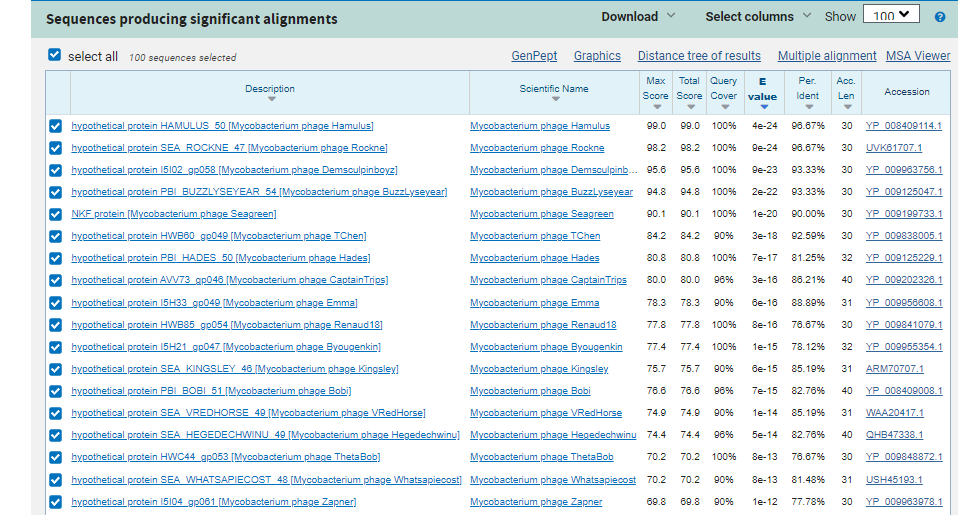 Sequences producing significant alignments Download Select columns Show 100
select all 100 sequences selected GenPept Graphics Distance tree of results Multiple alignment MSA Viewer
Description Scientific Name Max Score Total Score Query Cover E value Per. Ident Acc. Len Accession
hypothetical protein HAMULUS_50 [Mycobacterium phage Hamulus] Mycobacterium phage Hamulus 99.0 99.0 100% 4e-24 96.67% 30 YP_008409114.1
hypothetical protein SEA_ROCKNE_47 [Mycobacterium phage Rockne] Mycobacterium phage Rockne 98.2 98.2 100% 9e-24 96.67% 30 UVK61707.1
hypothetical protein I5I02_gp058 [Mycobacterium phage Demsculpinboyz] Mycobacterium phage Demsculpinb... 95.6 95.6 100% 9e-23 93.33% 30 YP_009963756.1
hypothetical protein PBI_BUZZLYSEYEAR_54 [Mycobacterium phage BuzzLyseyear] Mycobacterium phage BuzzLyseyear 94.8 94.8 100% 2e-22 93.33% 30 YP_009125047.1
NKF protein [Mycobacterium phage Seagreen] Mycobacterium phage Seagreen 90.1 90.1 100% 1e-20 90.00% 30 YP_009199733.1
hypothetical protein HWB60_gp049 [Mycobacterium phage TChen] Mycobacterium phage TChen 84.2 84.2 90% 3e-18 92.59% 30 YP_009838005.1
hypothetical protein PBI_HADES_50 [Mycobacterium phage Hades] Mycobacterium phage Hades 80.8 80.8 100% 7e-17 81.25% 32 YP_009125229.1
hypothetical protein AVV73_gp046 [Mycobacterium phage CaptainTrips] Mycobacterium phage CaptainTrips 80.0 80.0 96% 3e-16 86.21% 40 YP_009202326.1
hypothetical protein I5H33_gp049 [Mycobacterium phage Emma] Mycobacterium phage Emma 78.3 78.3 90% 6e-16 88.89% 31 YP_009956608.1
hypothetical protein HWB85_gp054 [Mycobacterium phage Renaud18] Mycobacterium phage Renaud18 77.8 77.8 100% 8e-16 76.67% 30 YP_009841079.1
hypothetical protein I5H21_gp047 [Mycobacterium phage Byougenkin] Mycobacterium phage Byougenkin 77.4 77.4 100% 1e-15 78.12% 32 YP_009955354.1
hypothetical protein SEA_KINGSLEY_46 [Mycobacterium phage Kingsley] Mycobacterium phage Kingsley 75.7 75.7 90% 6e-15 85.19% 31 ARM70707.1
hypothetical protein PBI_BOBI_51 [Mycobacterium phage Bobi] Mycobacterium phage Bobi 76.6 76.6 96% 7e-15 82.76% 40 YP_008409008.1
hypothetical protein SEA_VREDHORSE_49 [Mycobacterium phage VRedHorse] Mycobacterium phage VRedHorse 74.9 74.9 90% 1e-14 85.19% 31 WAA20417.1
hypothetical protein SEA_HEGEDECHWINU_49 [Mycobacterium phage Hegedechwinu] Mycobacterium phage Hegedechwinu 74.4 74.4 96% 5e-14 82.76% 40 QHB47338.1
hypothetical protein HWC44_gp053 [Mycobacterium phage ThetaBob] Mycobacterium phage ThetaBob 70.2 70.2 100% 8e-13 76.67% 30 YP_009848872.1
hypothetical protein SEA_WHATSAPIECOST_48 [Mycobacterium phage Whatsapiecost] Mycobacterium phage Whatsapiecost 70.2 70.2 90% 8e-13 81.48% 31 USH45193.1
hypothetical protein I5I04_gp061 [Mycobacterium phage Zapner] Mycobacterium phage Zapner 69.8 69.8 90% 1e-12 77.78% 30 YP_009963978.1